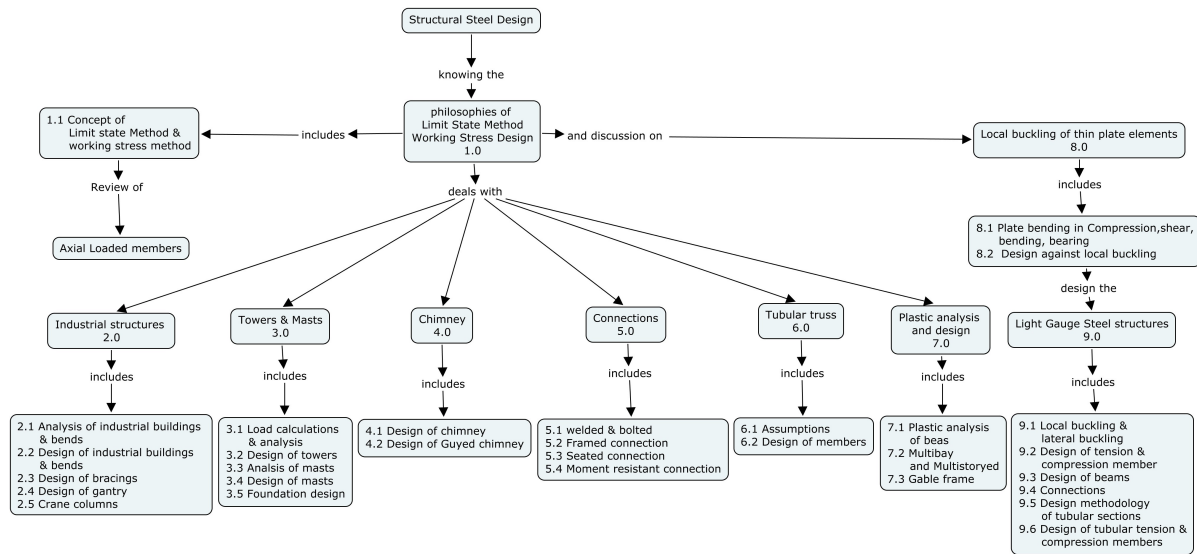 Structural Steel Design
knowing the
philosophies of
Limit State Method
Working Stress Design
1.0
includes
1.1 Concept of
Limit state Method &
working stress method
Review of
Axial Loaded members
and discussion on
Local buckling of thin plate elements
8.0
includes
8.1 Plate bending in Compression,shear,
bending, bearing
8.2 Design against local buckling
design the
Light Gauge Steel structures
9.0
includes
9.1 Local buckling &
lateral buckling
9.2 Design of tension &
compression member
9.3 Design of beams
9.4 Connections
9.5 Design methodology
of tubular sections
9.6 Design of tubular tension &
compression members
deals with
Industrial structures
2.0
includes
2.1 Analysis of industrial buildings
& bends
2.2 Design of industrial buildings
& bends
2.3 Design of bracings
2.4 Design of gantry
2.5 Crane columns
Towers & Masts
3.0
includes
3.1 Load calculations
& analysis
3.2 Design of towers
3.3 Analsis of masts
3.4 Design of masts
3.5 Foundation design
Chimney
4.0
includes
4.1 Design of chimney
4.2 Design of Guyed chimney
Connections
5.0
includes
5.1 welded & bolted
5.2 Framed connection
5.3 Seated connection
5.4 Moment resistant connection
Tubular truss
6.0
includes
6.1 Assumptions
6.2 Design of members
Plastic analysis
and design
7.0
includes
7.1 Plastic analysis
of beas
7.2 Multibay
and Multistoryed
7.3 Gable frame